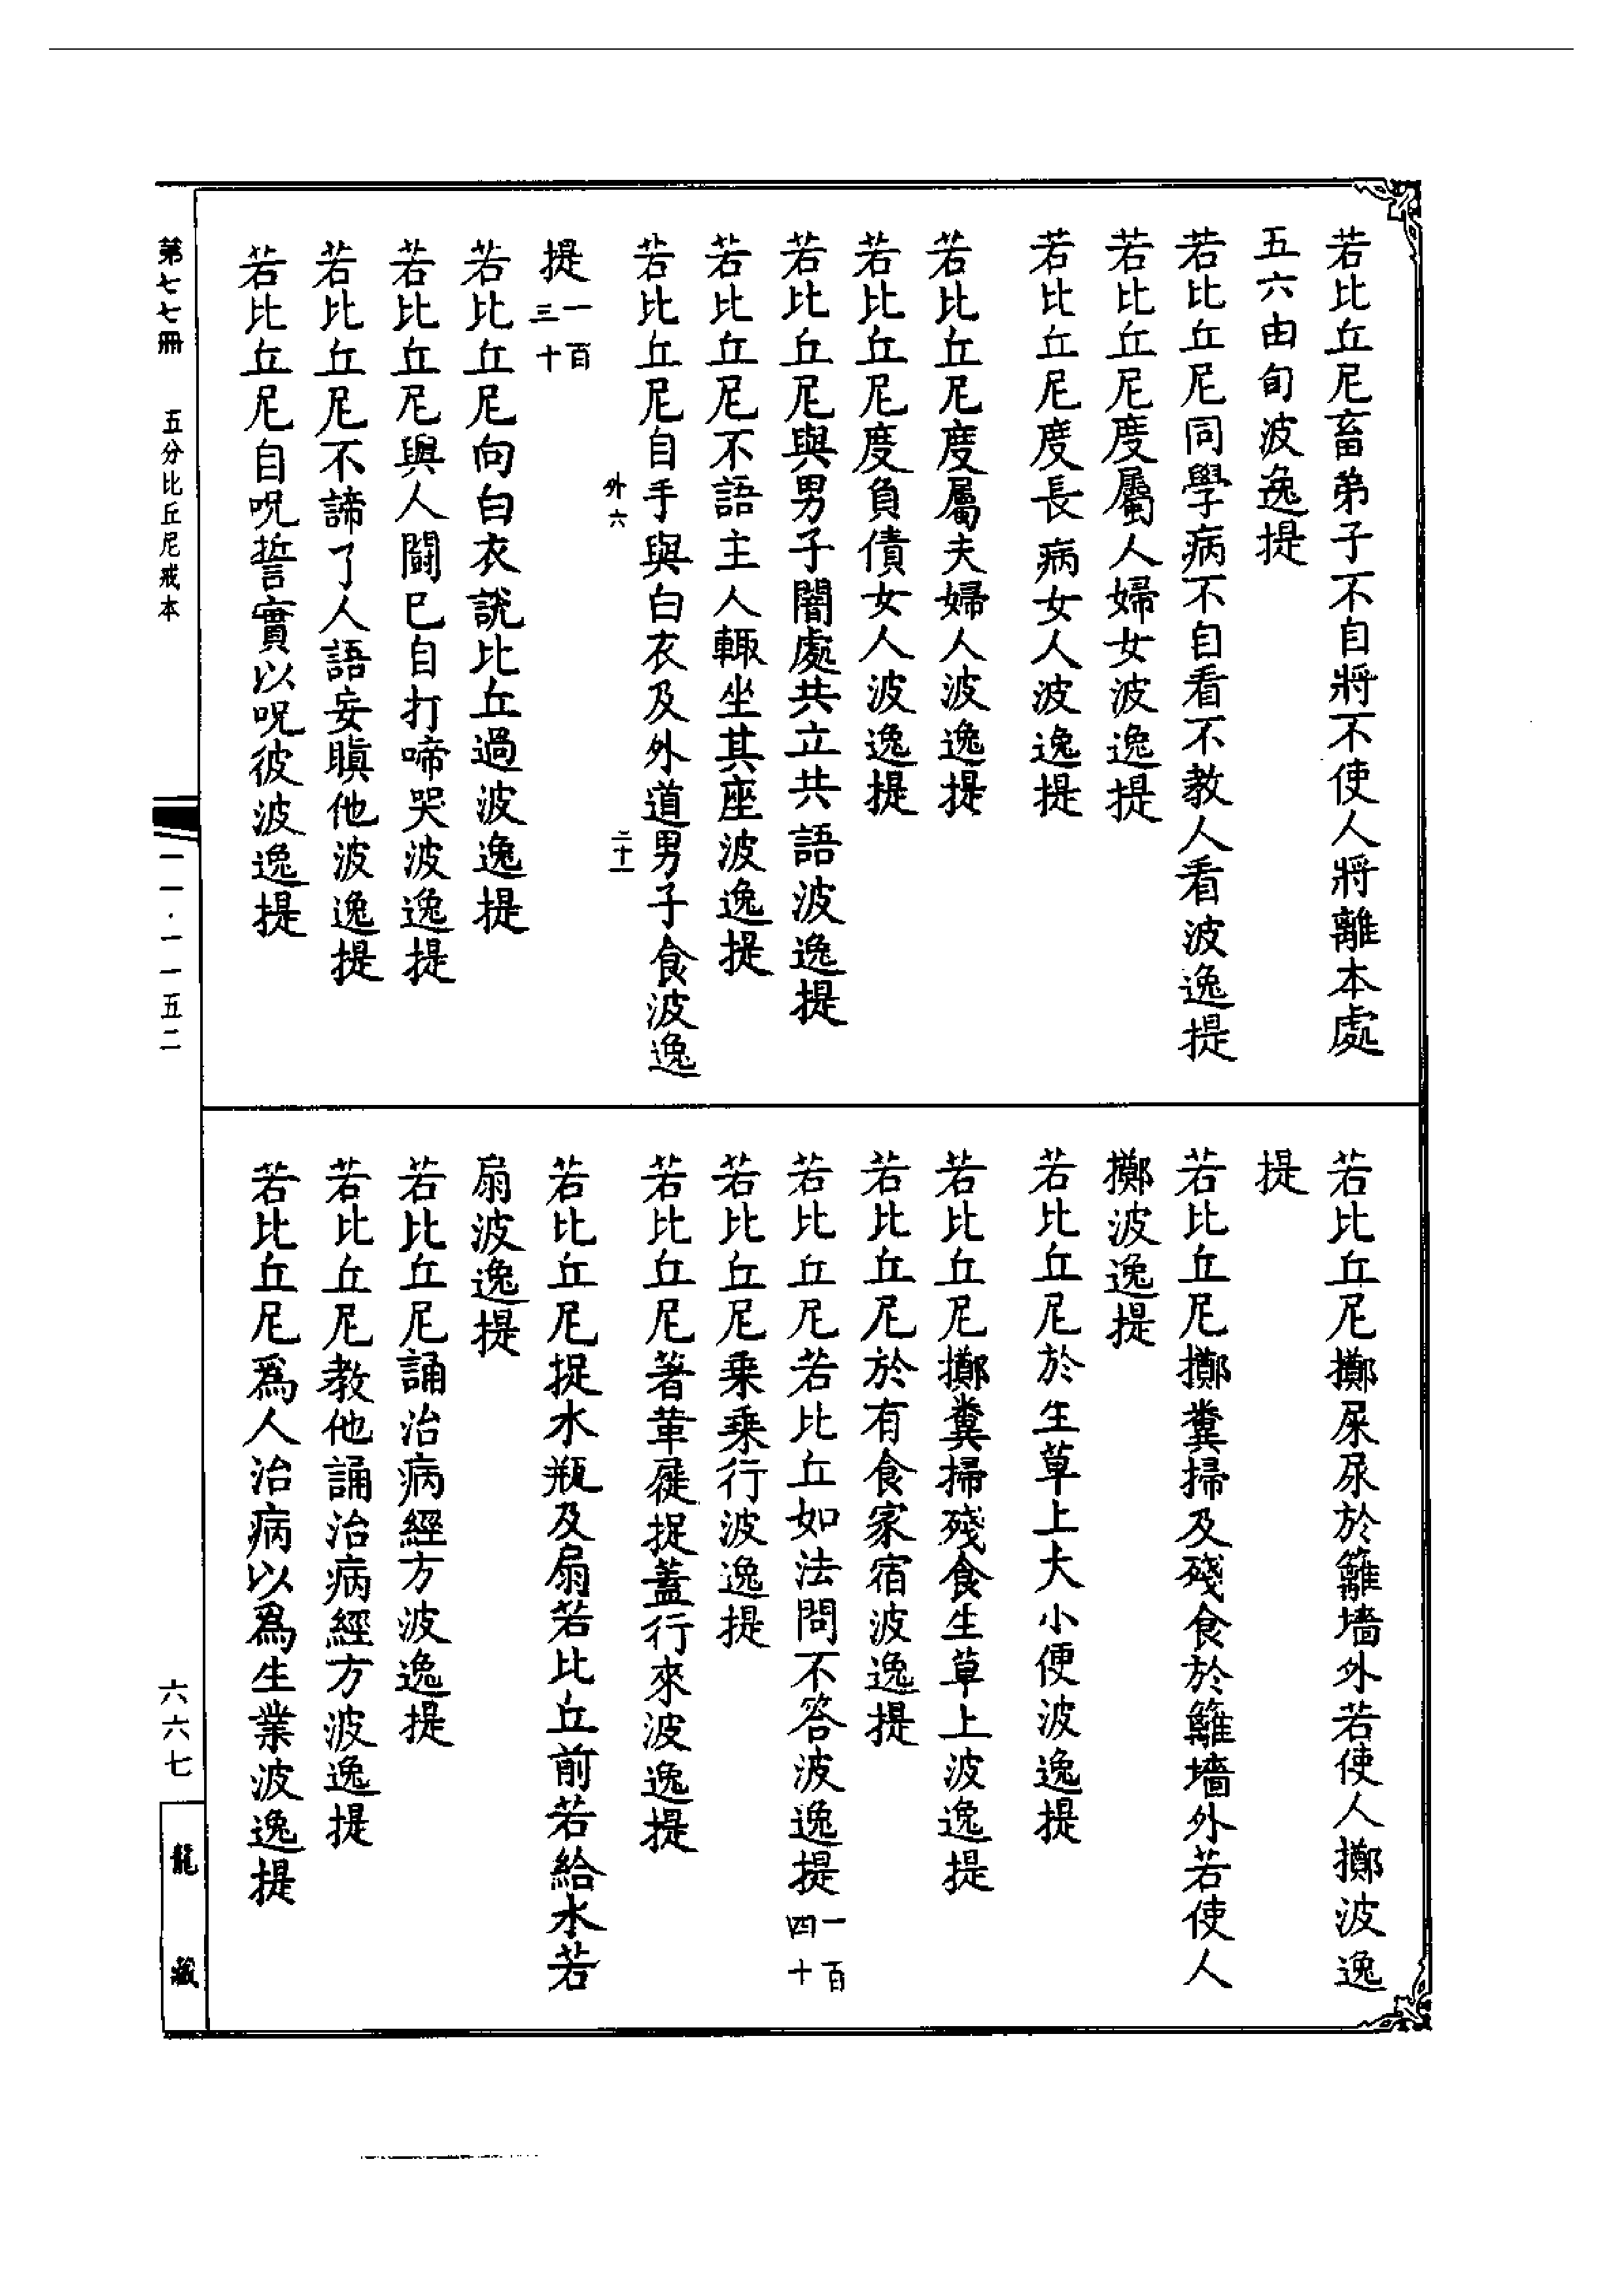 若比丘尼畜弟子不自將不使人將離本處
五六由旬波逸提
若比丘尼同學病不自看不教人看波逸提
若比丘尼度屬人婦女波逸提
若比丘尼度長病女人波逸提
若比丘尼度屬夫婦人波逸提
若比丘尼度負債女人波逸提
若比丘尼與男子闇處共立共語波逸提
若比丘尼不語主人輙坐其座波逸提
若比丘尼自手與白衣及外道男子食波逸
外六 二十一
提一百三十
若比丘尼向白衣說比丘過波逸提
若比丘尼與人鬬已自打啼哭波逸提
若比丘尼不諦了人語妄瞋他波逸提
若比丘尼自呪誓實以呪彼波逸提
若比丘尼擲屎尿於籬墻外若使人擲波逸
提
若比丘尼擲糞掃及殘食於籬墻外若使人
擲波逸提
若比丘尼於生草上大小便波逸提
若比丘尼擲糞掃殘食生草上波逸提
若比丘尼於有食家宿波逸提
若比丘尼若比丘如法問不答波逸提一百四十
若比丘尼乗乗行波逸提
若比丘尼著革屣捉蓋行來波逸提
若比丘尼捉水瓶及扇若比丘前若給水若
扇波逸提
若比丘尼誦治病經方波逸提
若比丘尼教他誦治病經方波逸提
若比丘尼爲人治病以爲生業波逸提
第七七冊 五分比丘尼戒本
一一·一一五二
六六七
龍藏